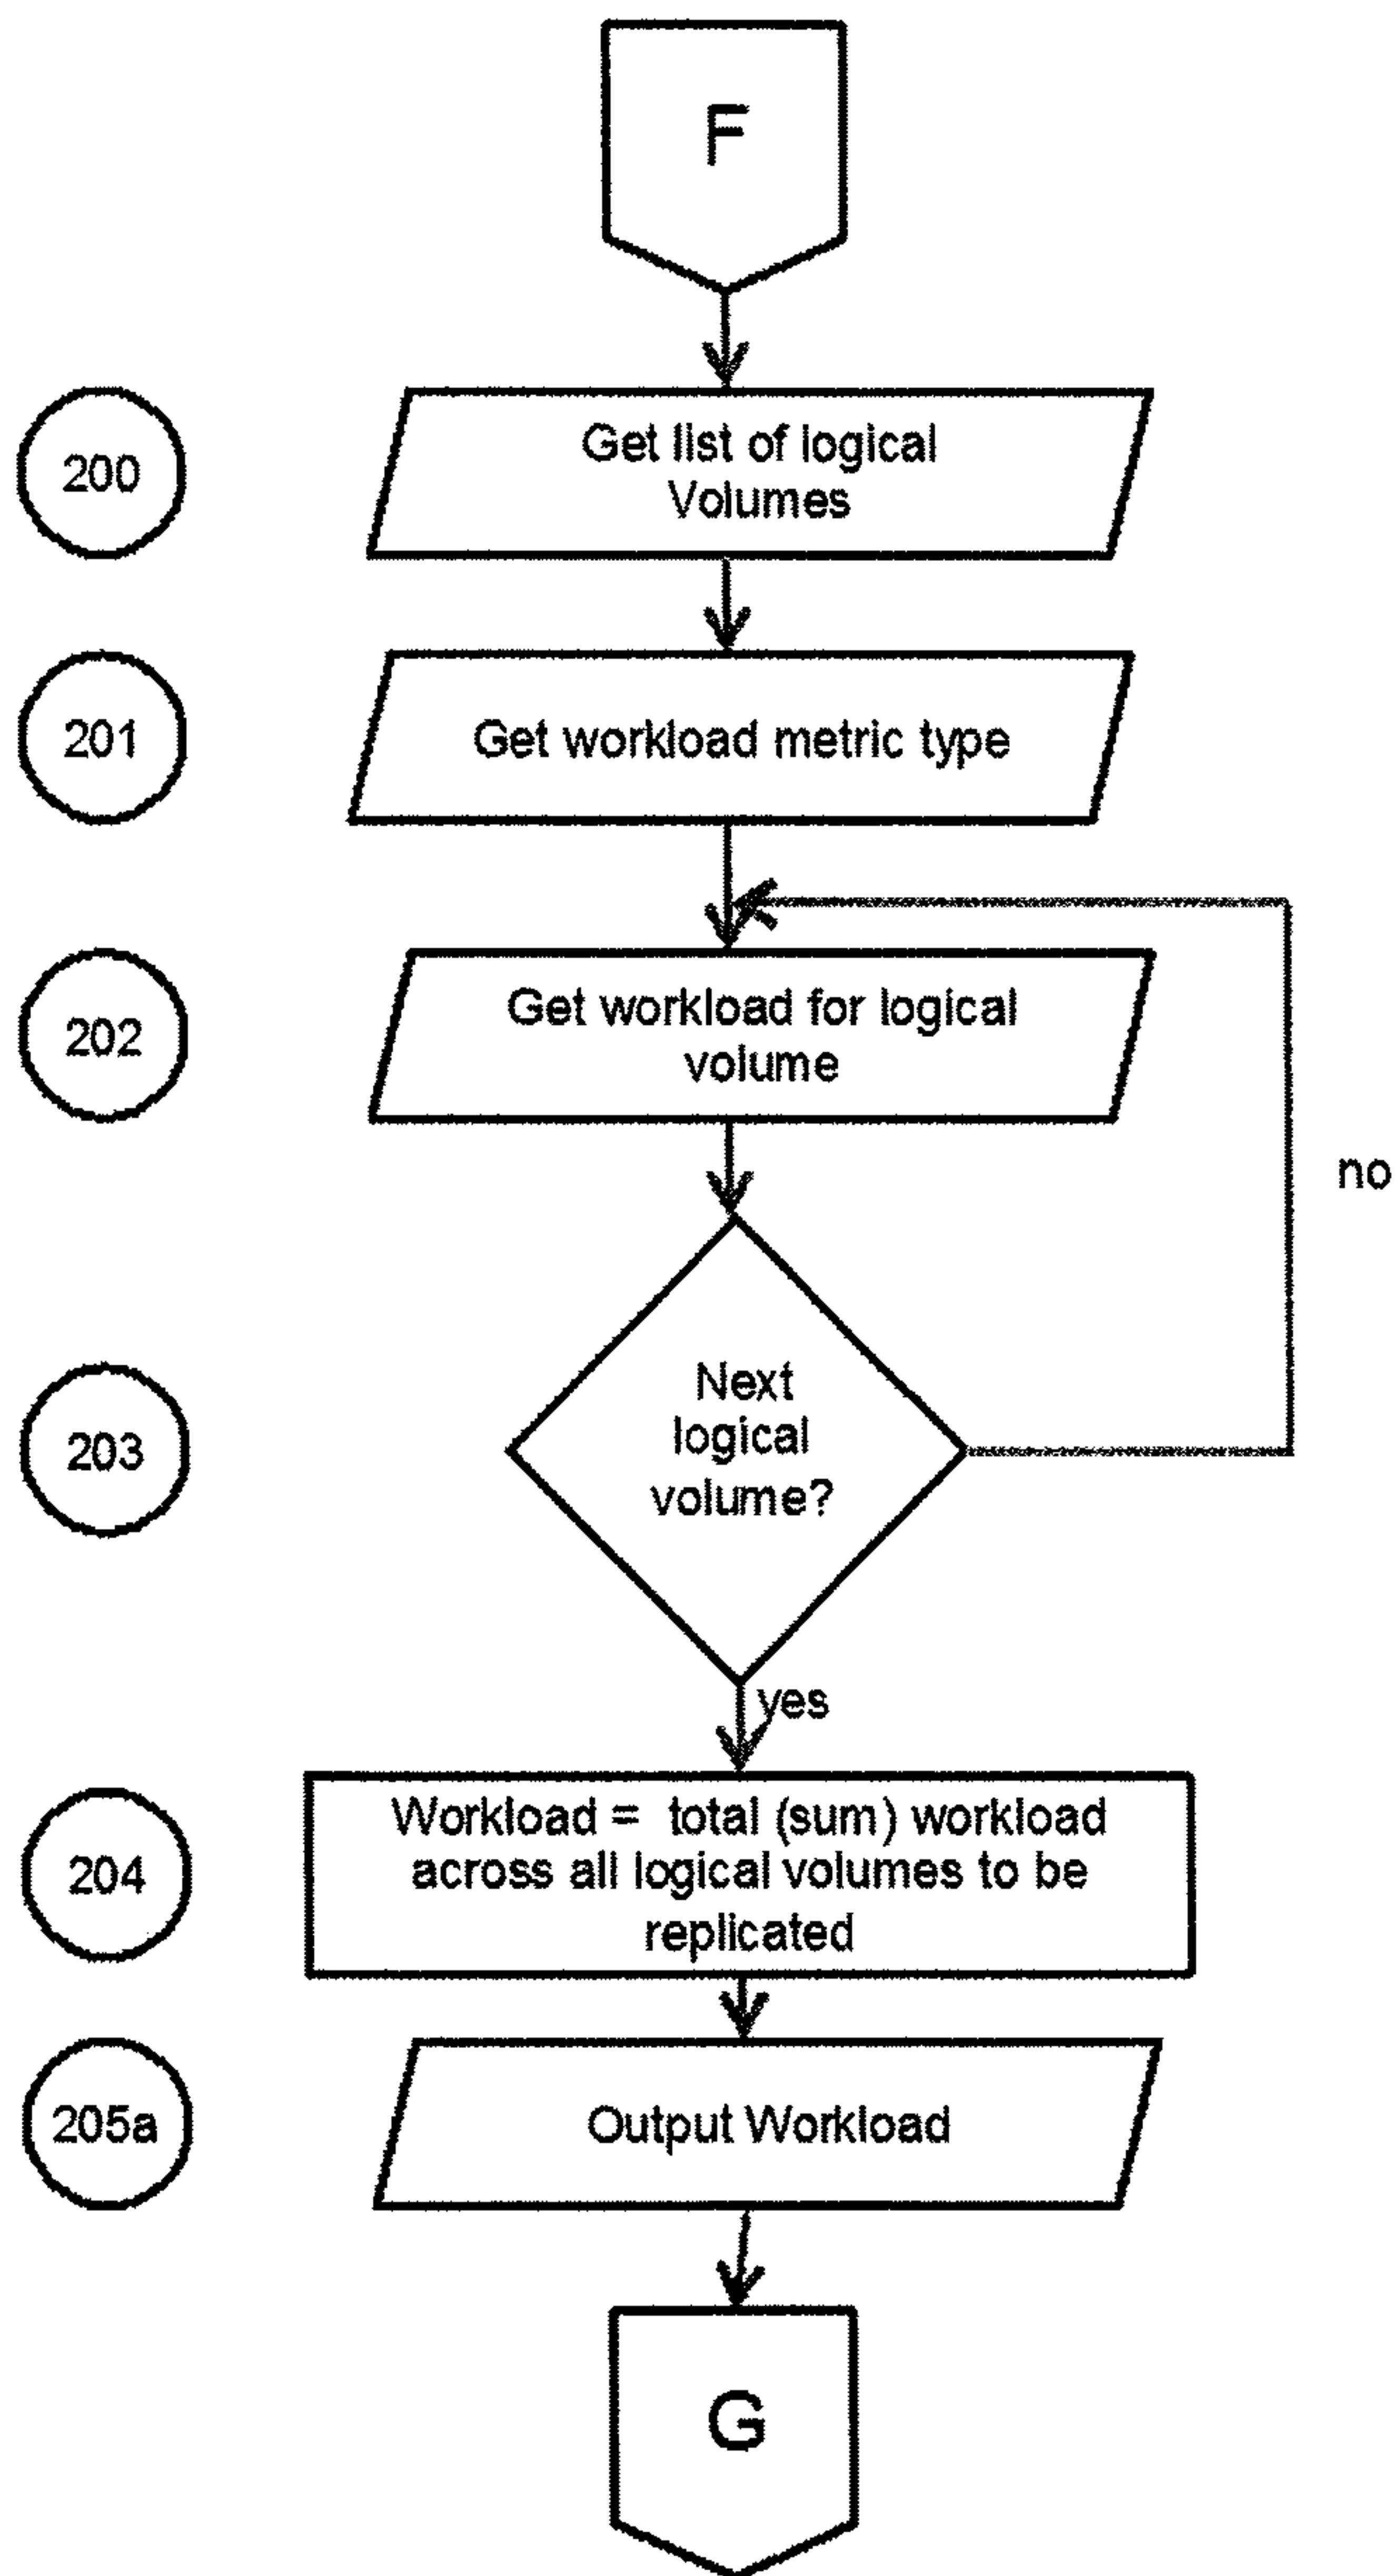 F
200
Get list of logical
Volumes
201
Get workload metric type
202
Get workload for logical
volume
no
203
Next
logical
volume?
yes
204
Workload = total (sum) workload
across all logical volumes to be
replicated
205a
Output Workload
G